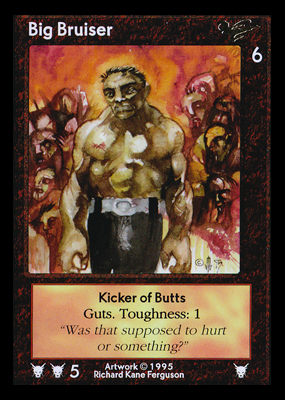 Big Bruiser
6
Kicker of Butts
Guts. Toughness: 1
"Was that supposed to hurt
or something?"
5
Artwork © 1995
Richard Kane Ferguson